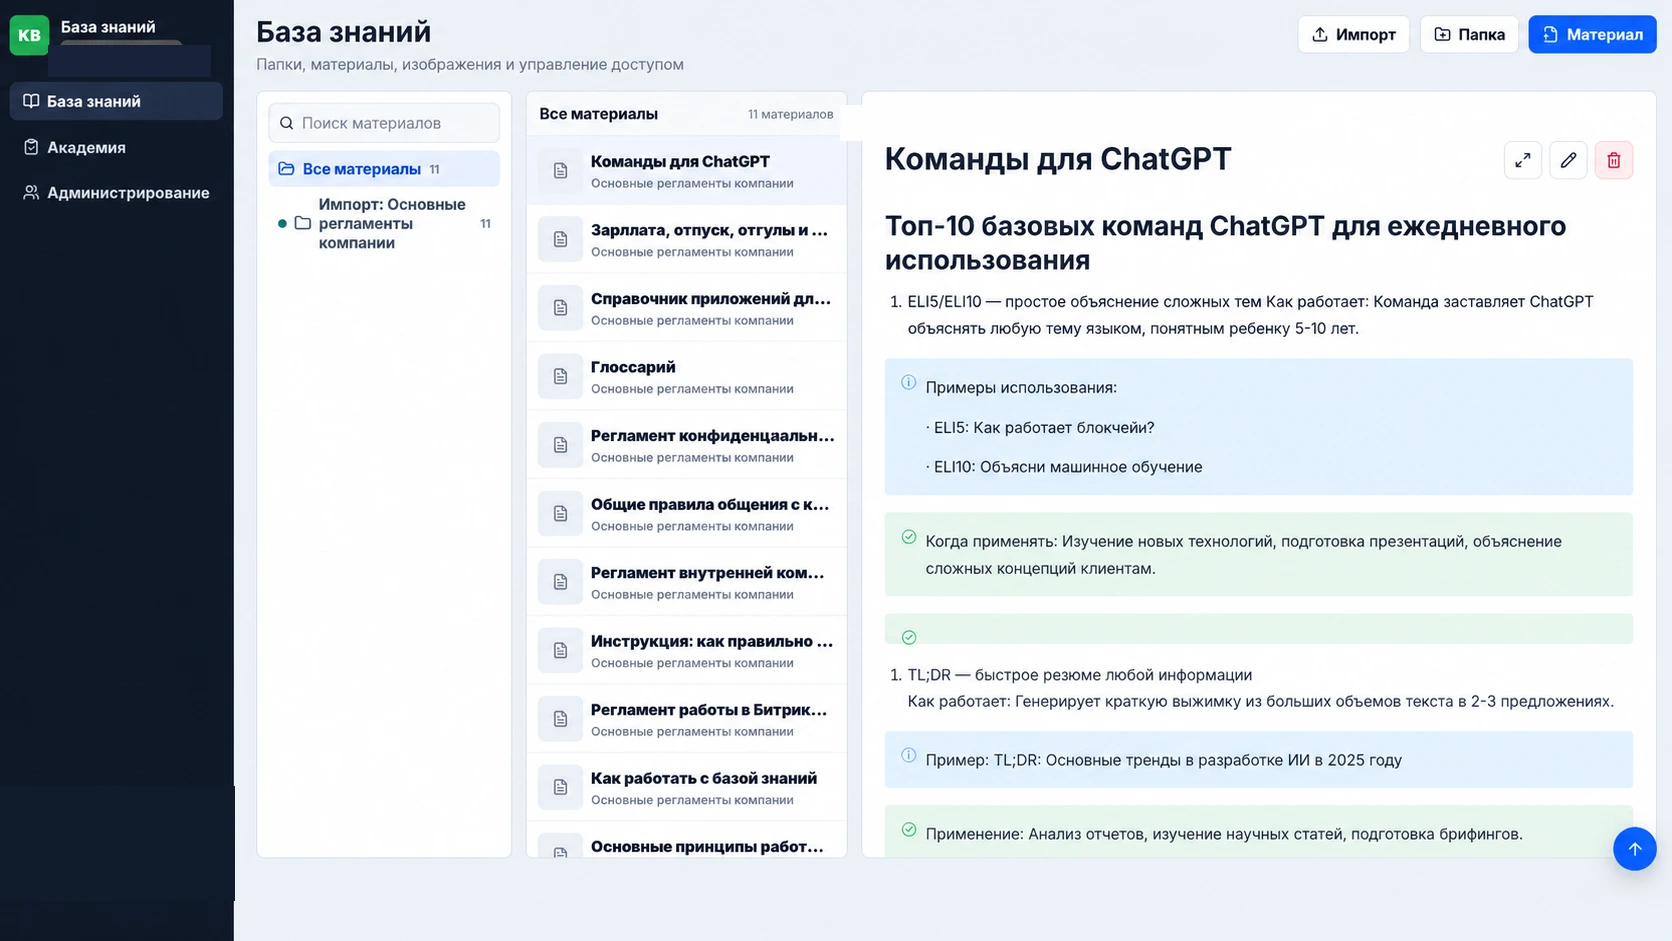 KB
База знаний
База знаний
Академия
Администрирование
База знаний
Папки, материалы, изображения и управление доступом
Импорт
Папка
Материал
Поиск материалов
Все материалы 11
Импорт: Основные
регламенты
компании
11
Все материалы
11 материалов
Команды для ChatGPT
Основные регламенты компании
Зарллата, отпуск, отгулы и ...
Основные регламенты компании
Справочник приложений дл...
Основные регламенты компании
Глоссарий
Основные регламенты компании
Регламент конфиденцаальн...
Основные регламенты компании
Общие правила общения с к...
Основные регламенты компании
Регламент внутренней ком...
Основные регламенты компании
Инструкция: как правильно ...
Основные регламенты компании
Регламент работы в Битрик...
Основные регламенты компании
Как работать с базой знаний
Основные регламенты компании
Основные принципы работ...
Команды для ChatGPT
Топ-10 базовых команд ChatGPT для ежедневного
использования
1. ELI5/ELI10 — простое объяснение сложных тем Как работает: Команда заставляет ChatGPT
объяснять любую тему языком, понятным ребенку 5-10 лет.
Примеры использования:
· ELI5: Как работает блокчейи?
· ELI10: Объясни машинное обучение
Когда применять: Изучение новых технологий, подготовка презентаций, объяснение
сложных концепций клиентам.
1. TL;DR — быстрое резюме любой информации
Как работает: Генерирует краткую выжимку из больших объемов текста в 2-3 предложениях.
Пример: TL;DR: Основные тренды в разработке ИИ в 2025 году
Применение: Анализ отчетов, изучение научных статей, подготовка брифингов.